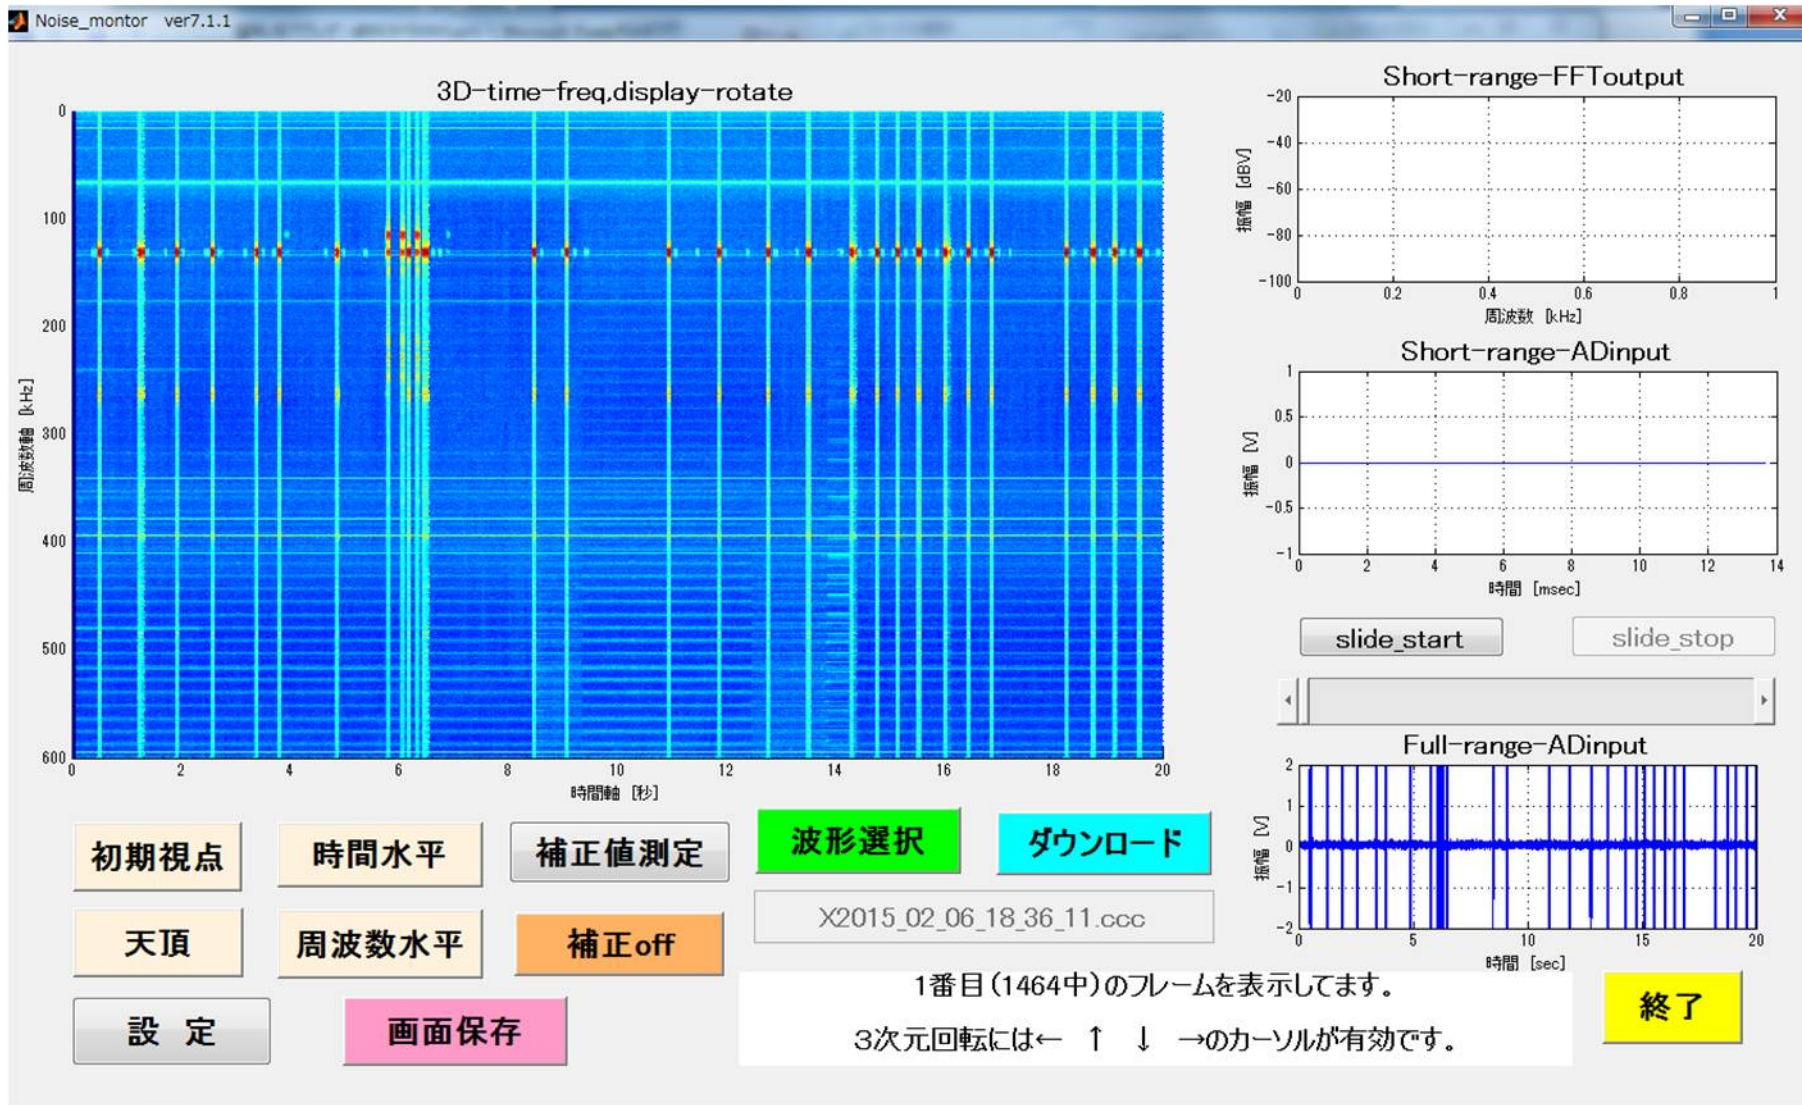 Noise_montor ver7.1.1
3D-time-freq,display-rotate
0
100
200
300
400
500
600
周波数軸 [kHz]
0 2 4 6 8 10 12 14 16 18 20
時間軸 [秒]
Short-range-FFToutput
-20
-40
-60
-80
-100
振幅 [dBV]
0 0.2 0.4 0.6 0.8 1
周波数 [kHz]
Short-range-ADinput
1
0.5
0
-0.5
-1
振幅 [V]
0 2 4 6 8 10 12 14
時間 [msec]
slide_start slide_stop
Full-range-ADinput
2
1
0
-1
-2
振幅 [V]
0 5 10 15 20
時間 [sec]
初期視点 時間水平 補正値測定 波形選択 ダウンロード
X2015_02_06_18_36_11.ccc
天頂 周波数水平 補正off
設 定 画面保存
1番目(1464中)のフレームを表示してます。
3次元回転には← ↑ ↓ →のカーソルが有効です。
終了